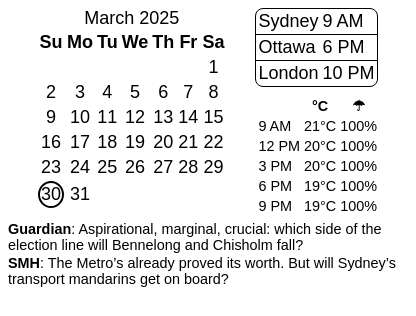 March 2025
Su Mo Tu We Th Fr Sa
1
2 3 4 5 6 7 8
9 10 11 12 13 14 15
16 17 18 19 20 21 22
23 24 25 26 27 28 29
30 31
Sydney 9 AM
Ottawa 6 PM
London 10 PM
°C ☂
9 AM 21°C 100%
12 PM 20°C 100%
3 PM 20°C 100%
6 PM 19°C 100%
9 PM 19°C 100%
Guardian: Aspirational, marginal, crucial: which side of the
election line will Bennelong and Chisholm fall?
SMH: The Metro’s already proved its worth. But will Sydney’s
transport mandarins get on board?